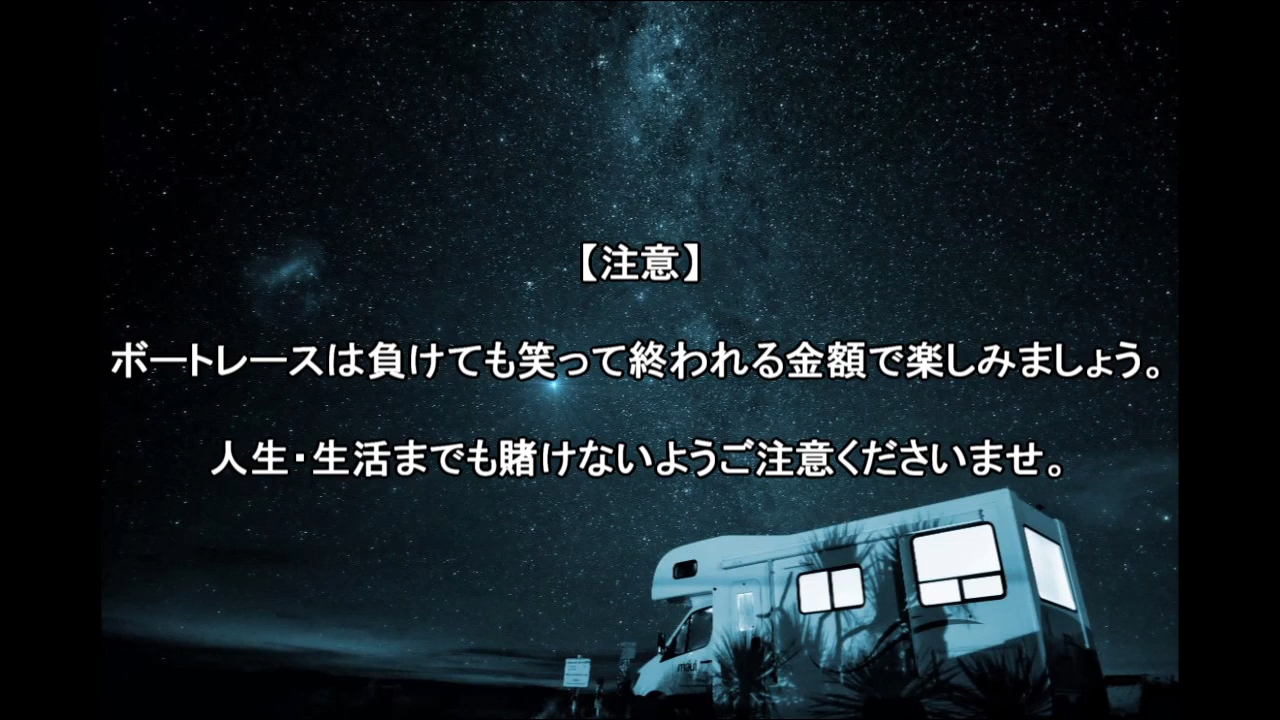 【注意】
ボートレースは負けても笑って終われる金額で楽しみましょう。
人生・生活までも賭けないようご注意くださいませ。
maui